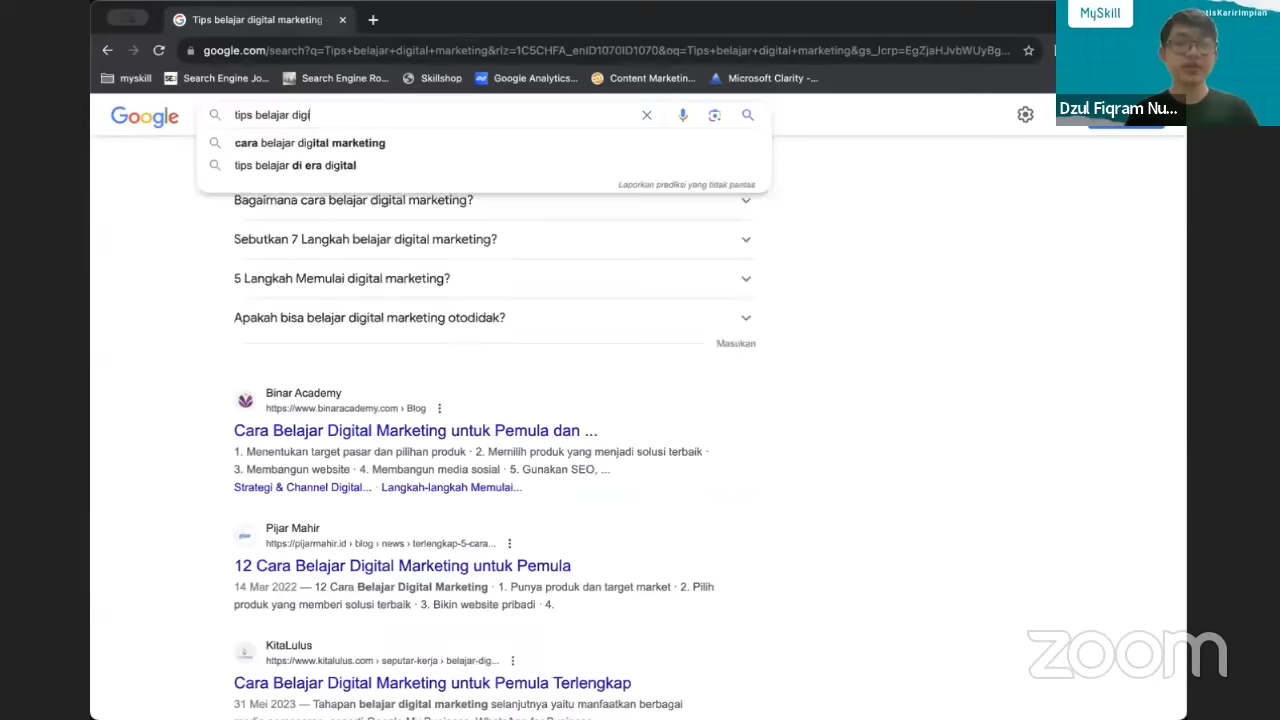 Tips belajar digital marketing
MySkill
tisKarirImpian
google.com/search?q=Tips+belajar+digital+marketing&rlz=1C5CHFA_enID1070ID1070&oq=Tips+belajar+digital+marketing&gs_lcrp=EgZjaHJvbWUyBg...
myskill
Search Engine Jo...
Search Engine Ro...
Skillshop
Google Analytics...
Content Marketin...
Microsoft Clarity -...
Dzul Fiqram Nu...
Google
tips belajar digi
cara belajar digital marketing
tips belajar di era digital
Laporkan prediksi yang tidak pantas
Bagaimana cara belajar digital marketing?
Sebutkan 7 Langkah belajar digital marketing?
5 Langkah Memulai digital marketing?
Apakah bisa belajar digital marketing otodidak?
Masukan
Binar Academy
https://www.binaracademy.com › Blog
Cara Belajar Digital Marketing untuk Pemula dan ...
1. Menentukan target pasar dan pilihan produk · 2. Memilih produk yang menjadi solusi terbaik ·
3. Membangun website · 4. Membangun media sosial · 5. Gunakan SEO, ...
Strategi & Channel Digital... · Langkah-langkah Memulai...
Pijar Mahir
https://pijarmahir.id › blog › news › terlengkap-5-cara...
12 Cara Belajar Digital Marketing untuk Pemula
14 Mar 2022 — 12 Cara Belajar Digital Marketing · 1. Punya produk dan target market · 2. Pilih
produk yang memberi solusi terbaik · 3. Bikin website pribadi · 4.
KitaLulus
https://www.kitalulus.com › seputar-kerja › belajar-dig...
Cara Belajar Digital Marketing untuk Pemula Terlengkap
31 Mei 2023 — Tahapan belajar digital marketing selanjutnya yaitu manfaatkan berbagai
zoom